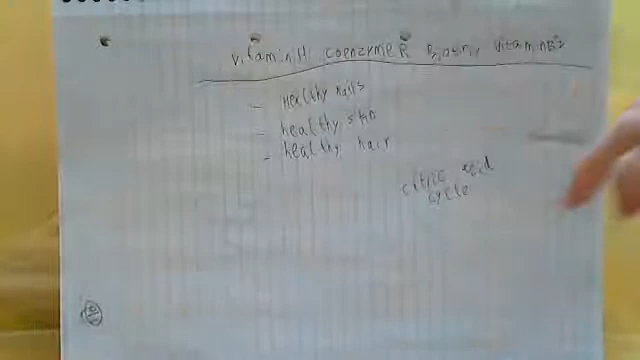 vitamin H, coenzyme R Biotin, vitamin B7
- Healthy nails
- healthy skin
- healthy hair
citric acid
cycle